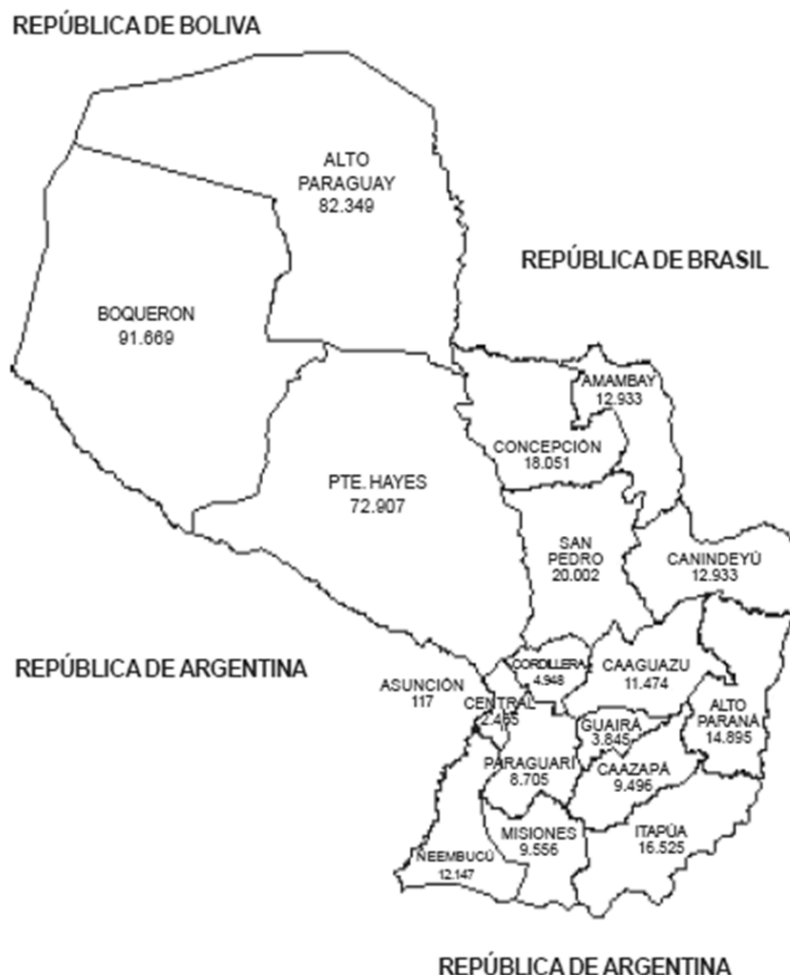 REPÚBLICA DE BOLIVA
ALTO
PARAGUAY
82.349
REPÚBLICA DE BRASIL
BOQUERON
91.669
AMAMBAY
12.933
CONCEPCIÓN
18.051
PTE. HAYES
72.907
SAN
PEDRO
20.002
CANINDEYÚ
12.933
REPÚBLICA DE ARGENTINA
CORDILLERA
4.948
CAAGUAZU
11.474
ASUNCIÓN
117
CENTRAL
2.465
GUAIRÁ
3.845
ALTO
PARANÁ
14.895
PARAGUARÍ
8.705
CAAZAPÁ
9.496
MISIONES
9.556
ITAPÚA
16.525
ÑEEMBUCÚ
12.147
REPÚBLICA DE ARGENTINA